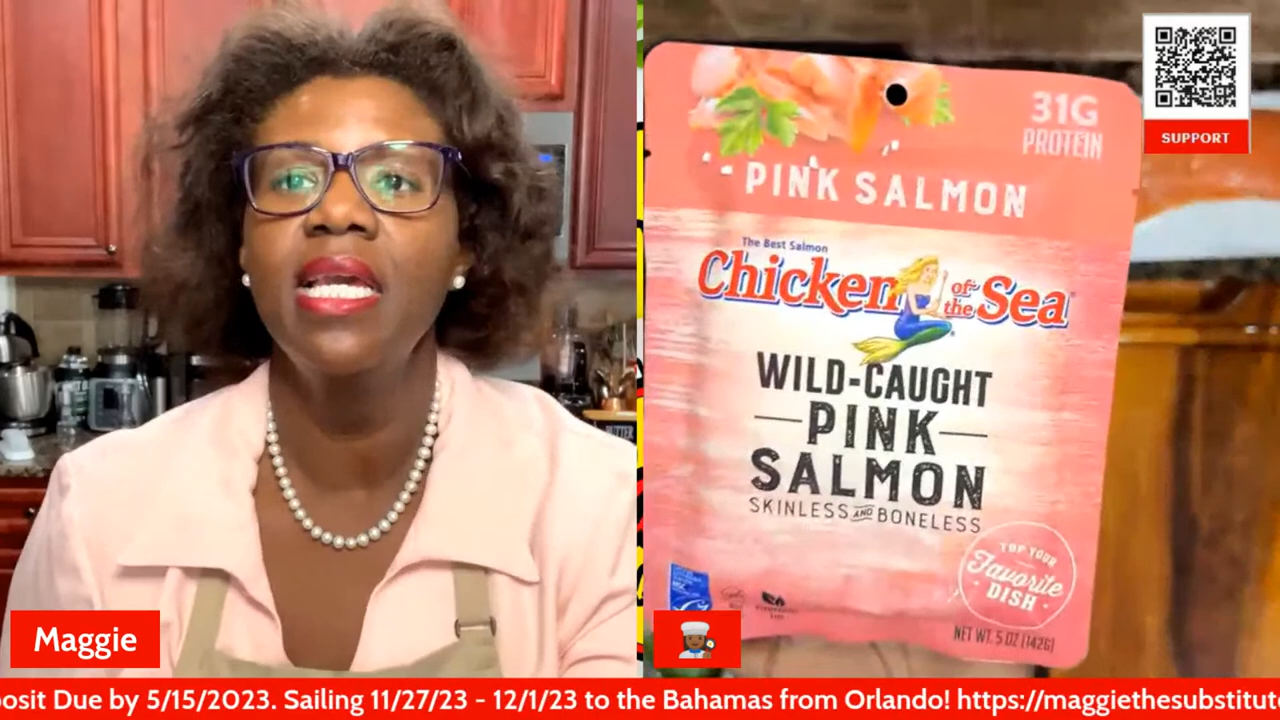 31G
PROTEIN
PINK SALMON
The Best Salmon
Chicken of the Sea
WILD-CAUGHT
PINK
SALMON
SKINLESS AND BONELESS
TOP YOUR
Favorite
DISH
NET WT. 5 OZ (142G)
SUPPORT
Maggie
posit Due by 5/15/2023. Sailing 11/27/23 - 12/1/23 to the Bahamas from Orlando! https://maggiethesubstitut